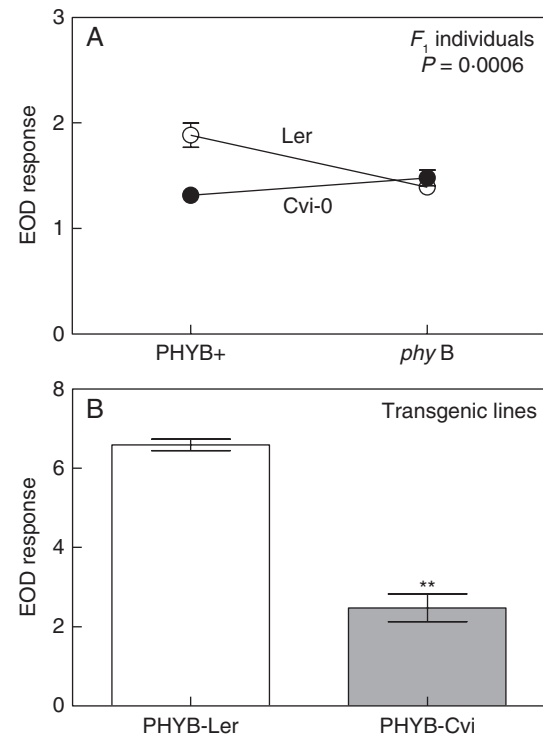 A
F1 individuals
P = 0·0006
EOD response
3
2
1
0
Ler
Cvi-0
PHYB+
phy B
B
Transgenic lines
EOD response
8
6
4
2
0
**
PHYB-Ler
PHYB-Cvi